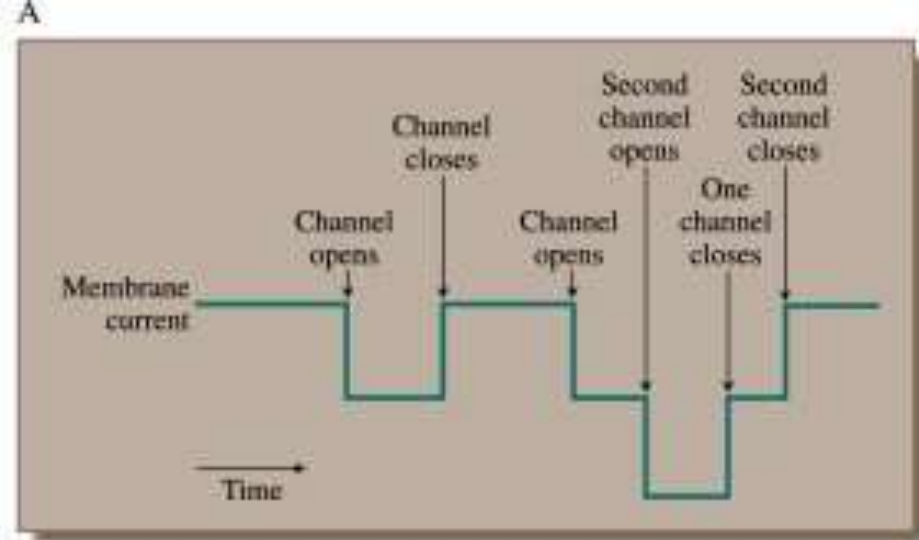 A
Second
channel
opens
Second
channel
closes
Channel
closes
One
channel
closes
Channel
opens
Channel
opens
Membrane
current
Time